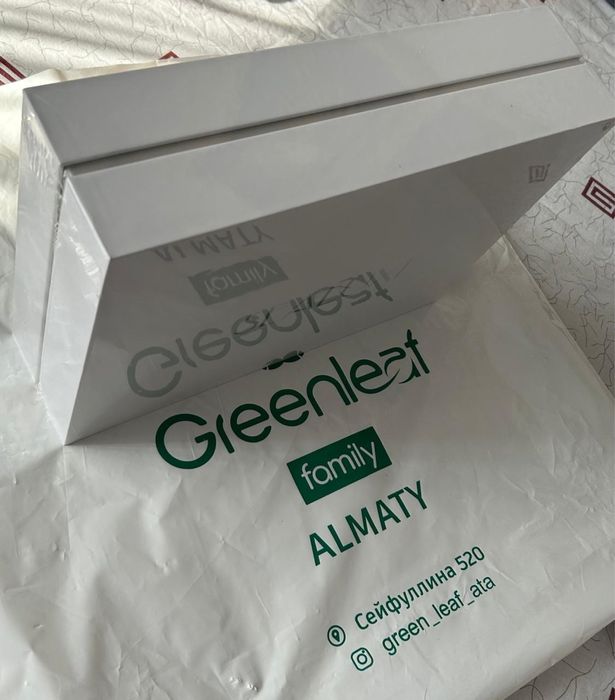 Greenleaf
family
ALMATY
Сейфуллина 520
green_leaf_ata